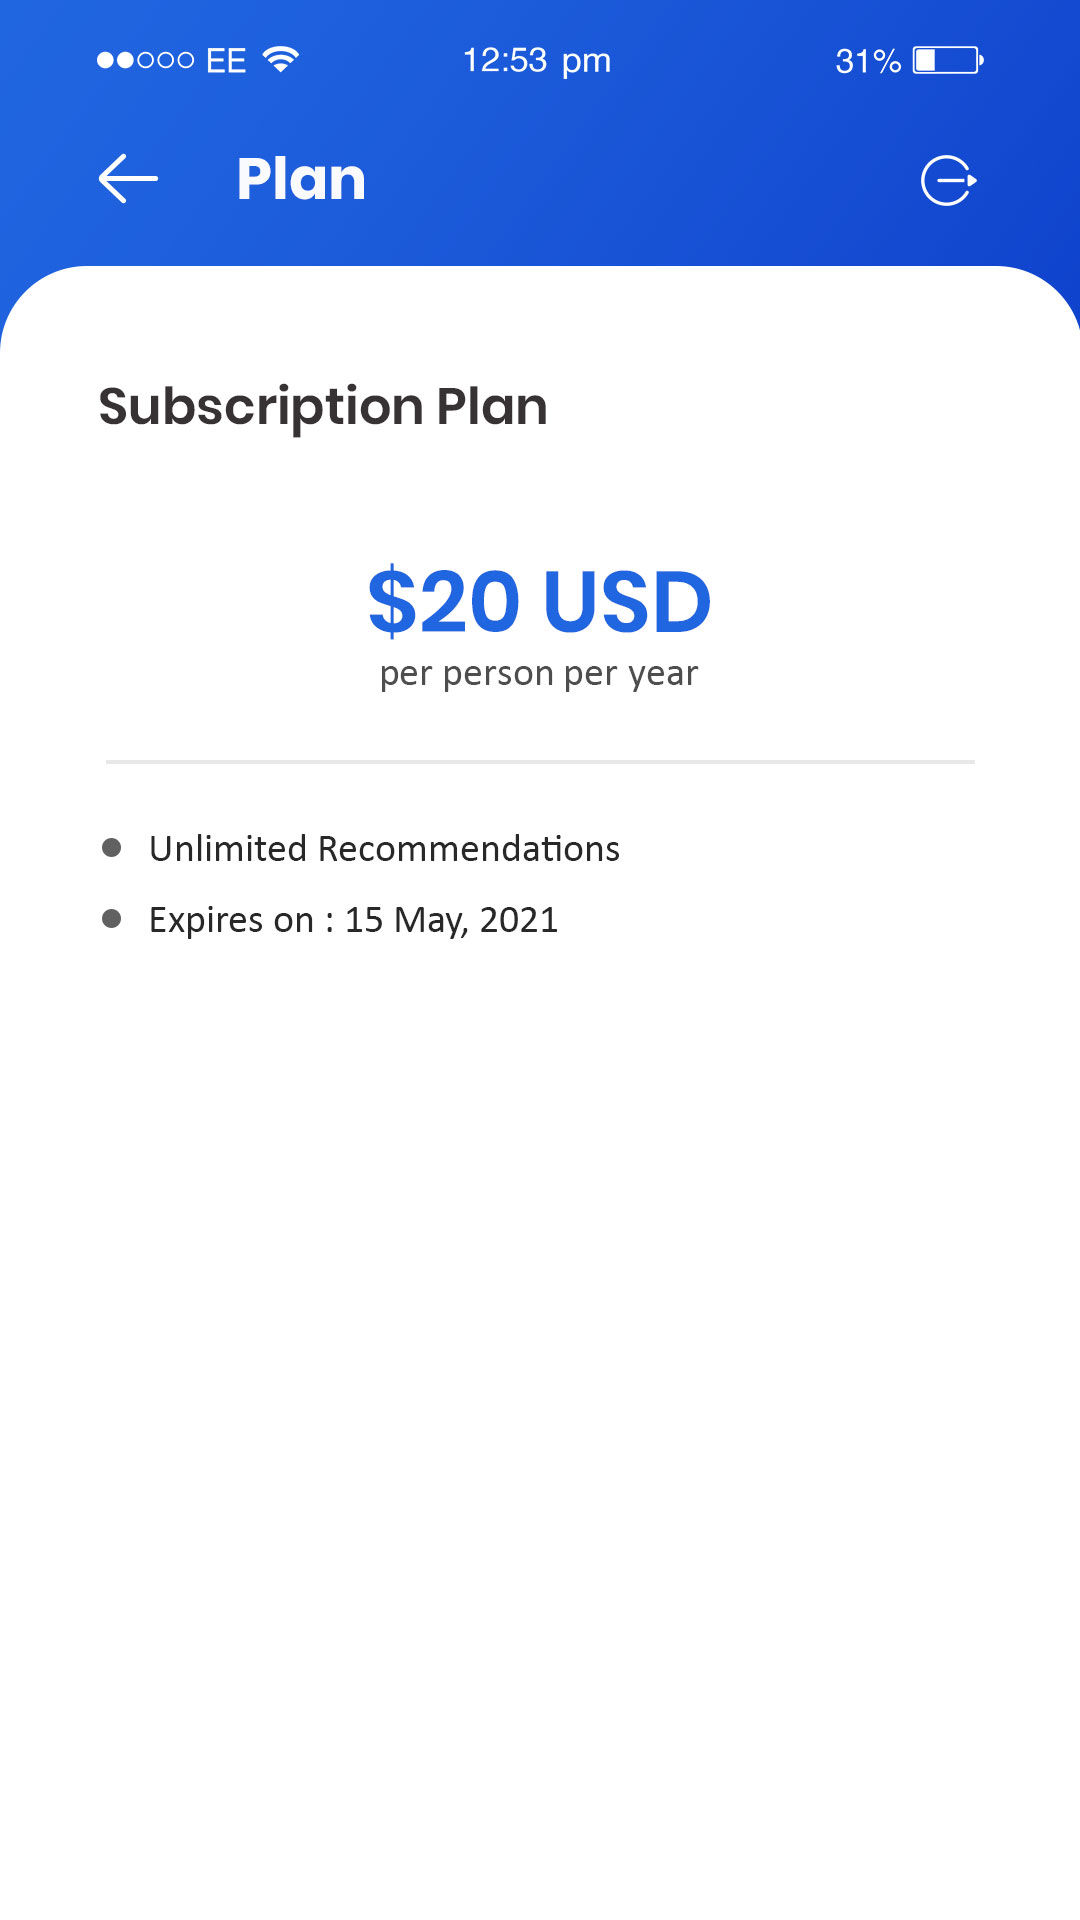 EE 12:53 pm 31%
Plan
Subscription Plan
$20 USD
per person per year
Unlimited Recommendations
Expires on : 15 May, 2021